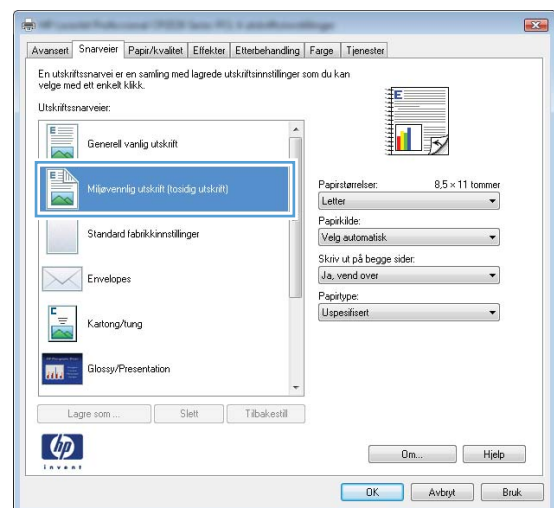 Avansert Snarveier Papir/kvalitet Effekter Etterbehandling Farge Tjenester
En utskriftssnarvei er en samling med lagrede utskriftsinnstillinger som du kan
velge med ett enkelt klikk.
Utskriftssnarveier:
Generell vanlig utskrift
Miljøvennlig utskrift (tosidig utskrift)
Standard fabrikkinnstillinger
Envelopes
Kartong/tung
Glossy/Presentation
Lagre som ... Slett Tilbakestill
Papirstørrelser: 8,5 × 11 tommer
Letter
Papirkilde:
Velg automatisk
Skriv ut på begge sider:
Ja, vend over
Papirtype:
Uspesifisert
hp
invent
Om... Hjelp
OK Avbryt Bruk